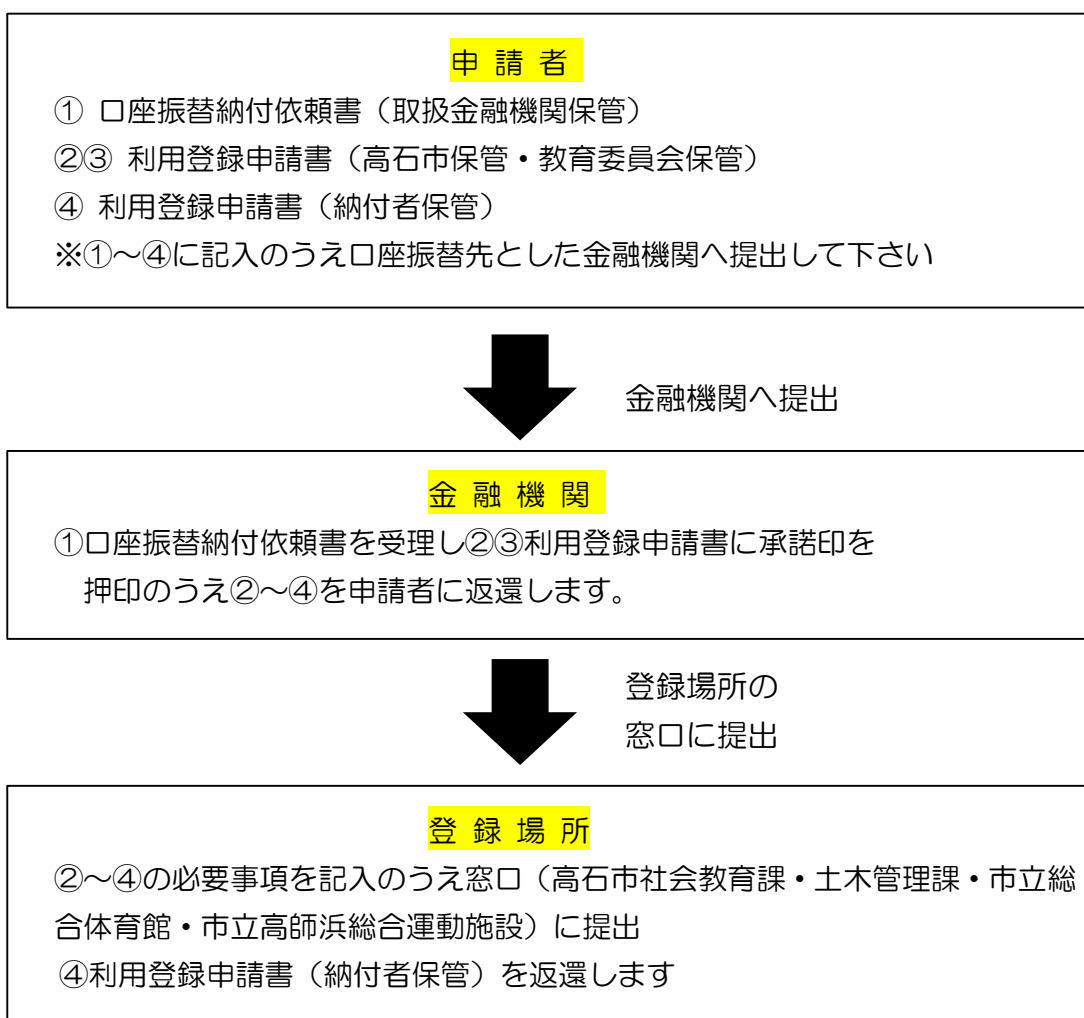 申 請 者
① 口座振替納付依頼書（取扱金融機関保管）
②③ 利用登録申請書（高石市保管・教育委員会保管）
④ 利用登録申請書（納付者保管）
※①～④に記入のうえ口座振替先とした金融機関へ提出して下さい
金融機関へ提出
金 融 機 関
①口座振替納付依頼書を受理し②③利用登録申請書に承諾印を
押印のうえ②～④を申請者に返還します。
登録場所の
窓口に提出
登 録 場 所
②～④の必要事項を記入のうえ窓口（高石市社会教育課・土木管理課・市立総
合体育館・市立高師浜総合運動施設）に提出
④利用登録申請書（納付者保管）を返還します